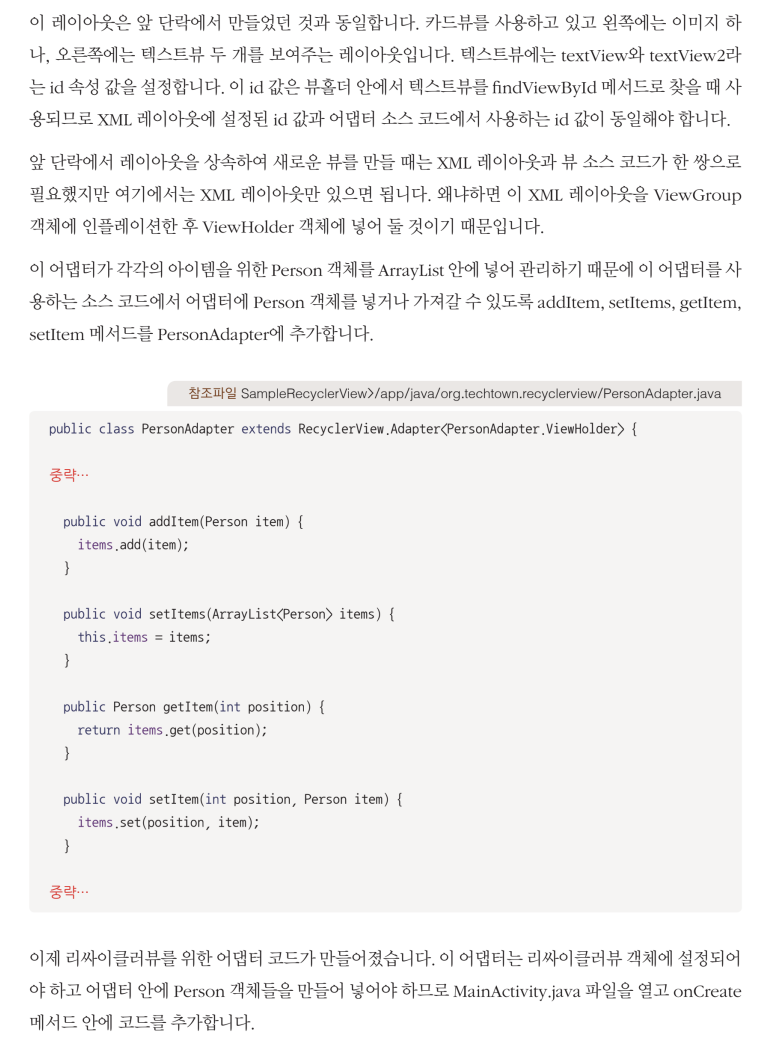 이 레이아웃은 앞 단락에서 만들었던 것과 동일합니다. 카드뷰를 사용하고 있고 왼쪽에는 이미지 하
나, 오른쪽에는 텍스트뷰 두 개를 보여주는 레이아웃입니다. 텍스트뷰에는 textView와 textView2라
는 id 속성 값을 설정합니다. 이 id 값은 뷰홀더 안에서 텍스트뷰를 findViewById 메서드로 찾을 때 사
용되므로 XML 레이아웃에 설정된 id 값과 어댑터 소스 코드에서 사용하는 id 값이 동일해야 합니다.
앞 단락에서 레이아웃을 상속하여 새로운 뷰를 만들 때는 XML 레이아웃과 뷰 소스 코드가 한 쌍으로
필요했지만 여기에서는 XML 레이아웃만 있으면 됩니다. 왜냐하면 이 XML 레이아웃을 ViewGroup
객체에 인플레이션한 후 ViewHolder 객체에 넣어 둘 것이기 때문입니다.
이 어댑터가 각각의 아이템을 위한 Person 객체를 ArrayList 안에 넣어 관리하기 때문에 이 어댑터를 사
용하는 소스 코드에서 어댑터에 Person 객체를 넣거나 가져갈 수 있도록 addItem, setItems, getItem,
setItem 메서드를 PersonAdapter에 추가합니다.
참조파일 SampleRecyclerView>/app/java/org.techtown.recyclerview/PersonAdapter.java
public class PersonAdapter extends RecyclerView.Adapter<PersonAdapter.ViewHolder> {
중략…
public void addItem(Person item) {
items.add(item);
}
public void setItems(ArrayList<Person> items) {
this.items = items;
}
public Person getItem(int position) {
return items.get(position);
}
public void setItem(int position, Person item) {
items.set(position, item);
}
중략…
이제 리싸이클러뷰를 위한 어댑터 코드가 만들어졌습니다. 이 어댑터는 리싸이클러뷰 객체에 설정되어
야 하고 어댑터 안에 Person 객체들을 만들어 넣어야 하므로 MainActivity.java 파일을 열고 onCreate
메서드 안에 코드를 추가합니다.